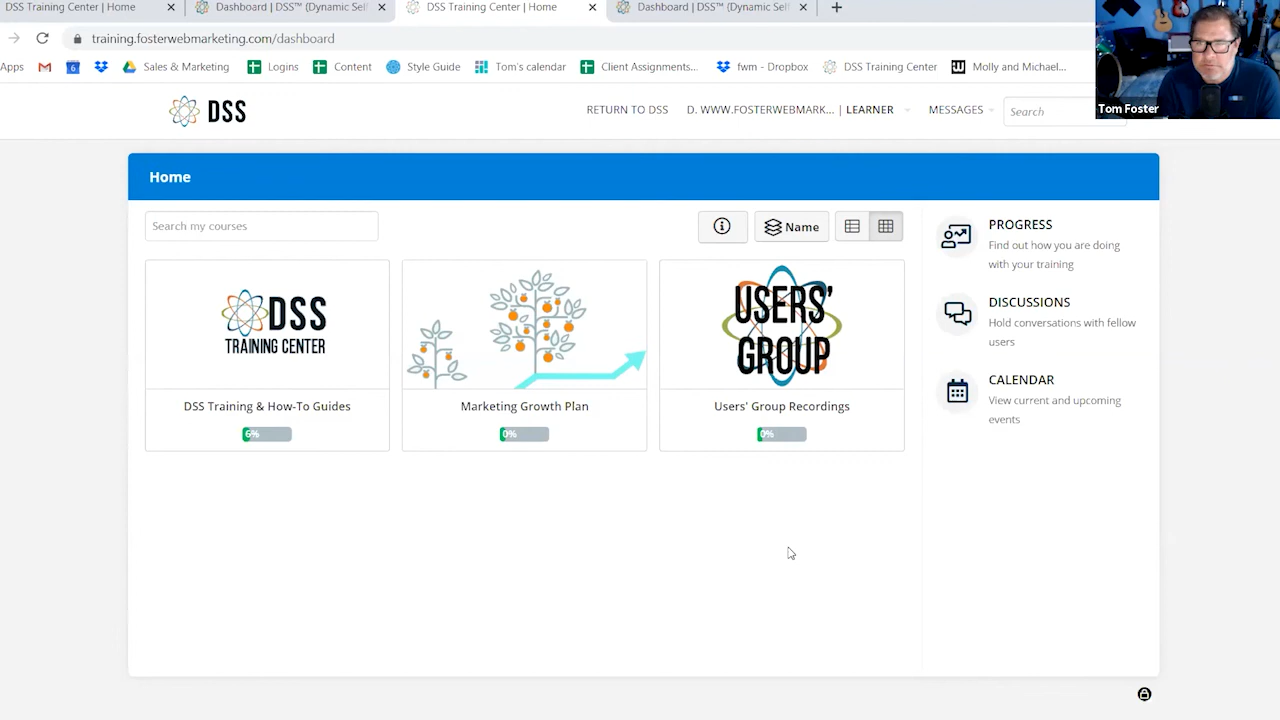 DSS Training Center | Home
Dashboard | DSS™ (Dynamic Self
DSS Training Center | Home
Dashboard | DSS™ (Dynamic Self
training.fosterwebmarketing.com/dashboard
Apps
6
Sales & Marketing
Logins
Content
Style Guide
Tom's calendar
Client Assignments...
fwm - Dropbox
DSS Training Center
Molly and Michael...
Tom Foster
DSS
RETURN TO DSS
D. WWW.FOSTERWEBMARK... | LEARNER
MESSAGES
Search
Home
Search my courses
Name
DSS
TRAINING CENTER
USERS'
GROUP
DSS Training & How-To Guides
Marketing Growth Plan
Users' Group Recordings
6%
0%
0%
PROGRESS
Find out how you are doing
with your training
DISCUSSIONS
Hold conversations with fellow
users
CALENDAR
View current and upcoming
events